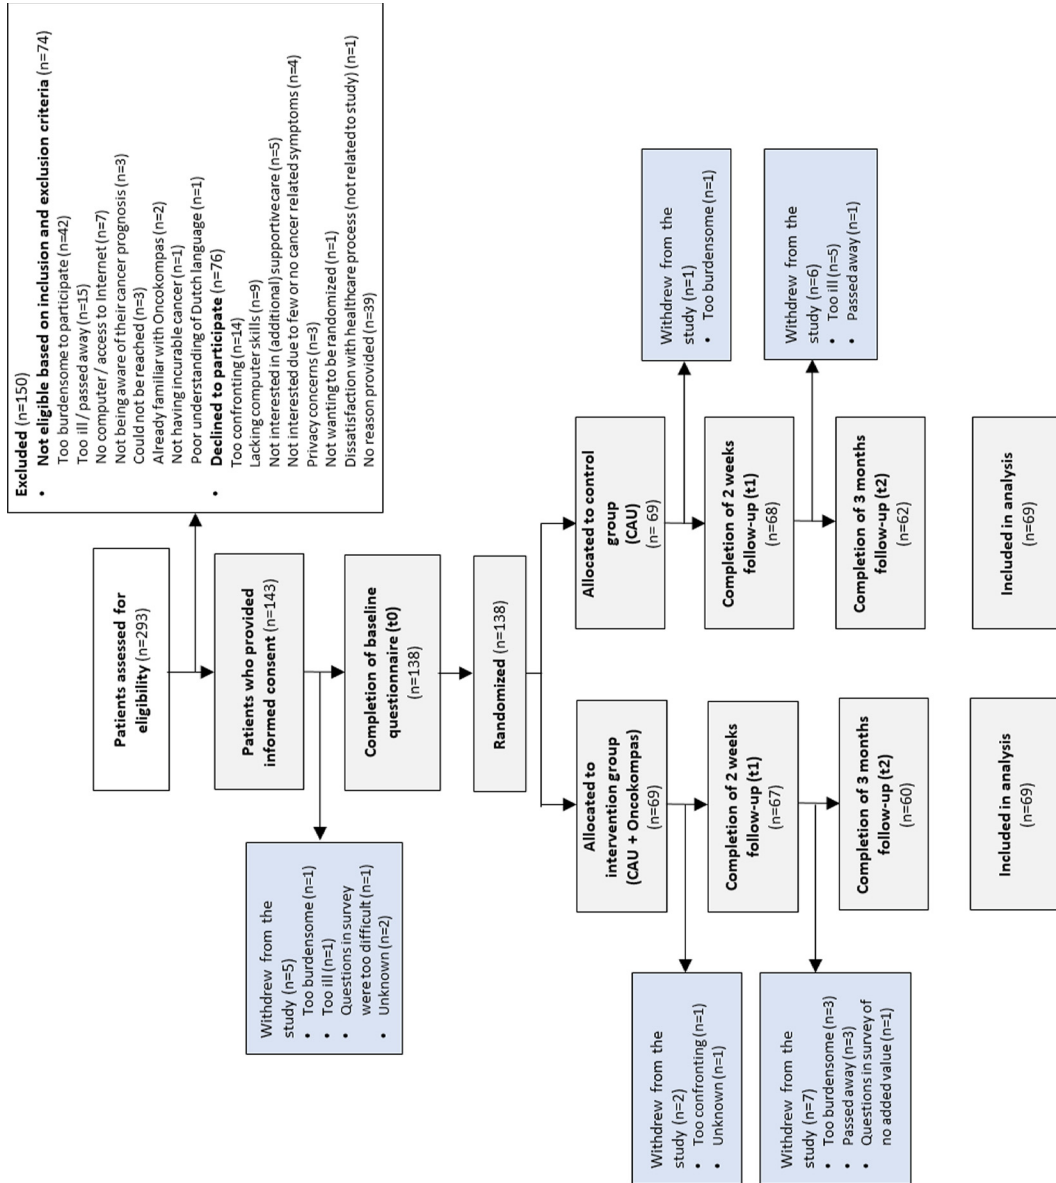 Patients assessed for
eligibility (n=293)
Excluded (n=150)
• Not eligible based on inclusion and exclusion criteria (n=74)
Too burdensome to participate (n=42)
Too ill / passed away (n=15)
No computer / access to Internet (n=7)
Not being aware of their cancer prognosis (n=3)
Could not be reached (n=3)
Already familiar with Oncokompas (n=2)
Not having incurable cancer (n=1)
Poor understanding of Dutch language (n=1)
• Declined to participate (n=76)
Too confronting (n=14)
Lacking computer skills (n=9)
Not interested in (additional) supportive care (n=5)
Not interested due to few or no cancer related symptoms (n=4)
Privacy concerns (n=3)
Not wanting to be randomized (n=1)
Dissatisfaction with healthcare process (not related to study) (n=1)
No reason provided (n=39)
Patients who provided
informed consent (n=143)
Withdrew from the
study (n=5)
• Too burdensome (n=1)
• Too ill (n=1)
• Questions in survey
were too difficult (n=1)
• Unknown (n=2)
Completion of baseline
questionnaire (t0)
(n=138)
Randomized (n=138)
Allocated to
intervention group
(CAU + Oncokompas)
(n=69)
Allocated to control
group
(CAU)
(n= 69)
Withdrew from the
study (n=2)
• Too confronting (n=1)
• Unknown (n=1)
Withdrew from the
study (n=1)
• Too burdensome (n=1)
Completion of 2 weeks
follow-up (t1)
(n=67)
Completion of 2 weeks
follow-up (t1)
(n=68)
Withdrew from the
study (n=7)
• Too burdensome (n=3)
• Passed away (n=3)
• Questions in survey of
no added value (n=1)
Withdrew from the
study (n=6)
• Too ill (n=5)
• Passed away (n=1)
Completion of 3 months
follow-up (t2)
(n=60)
Completion of 3 months
follow-up (t2)
(n=62)
Included in analysis
(n=69)
Included in analysis
(n=69)